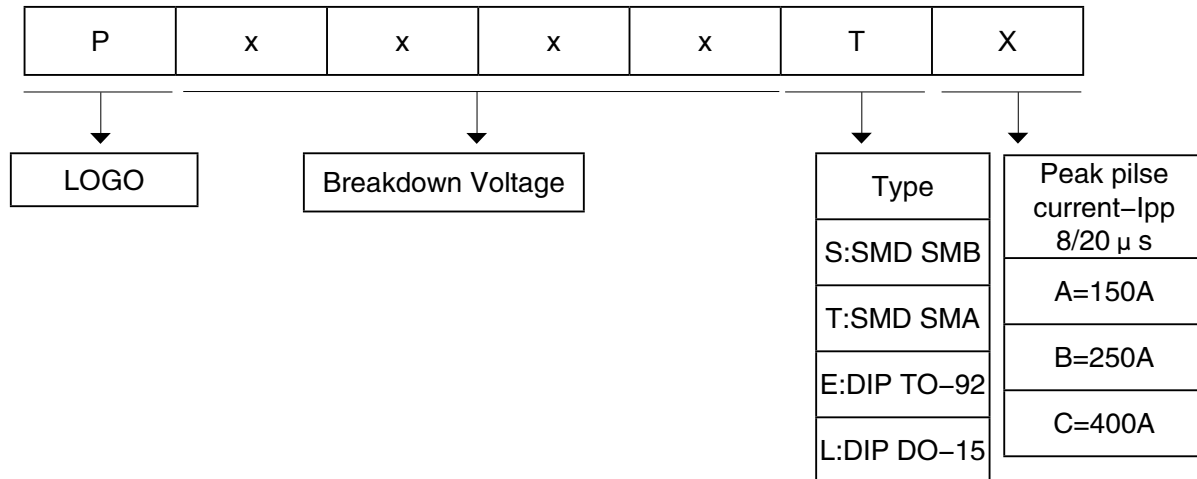 P x x x x T X
LOGO
Breakdown Voltage
Type
S:SMD SMB
T:SMD SMA
E:DIP TO−92
L:DIP DO−15
Peak pilse
current−Ipp
8/20 μ s
A=150A
B=250A
C=400A